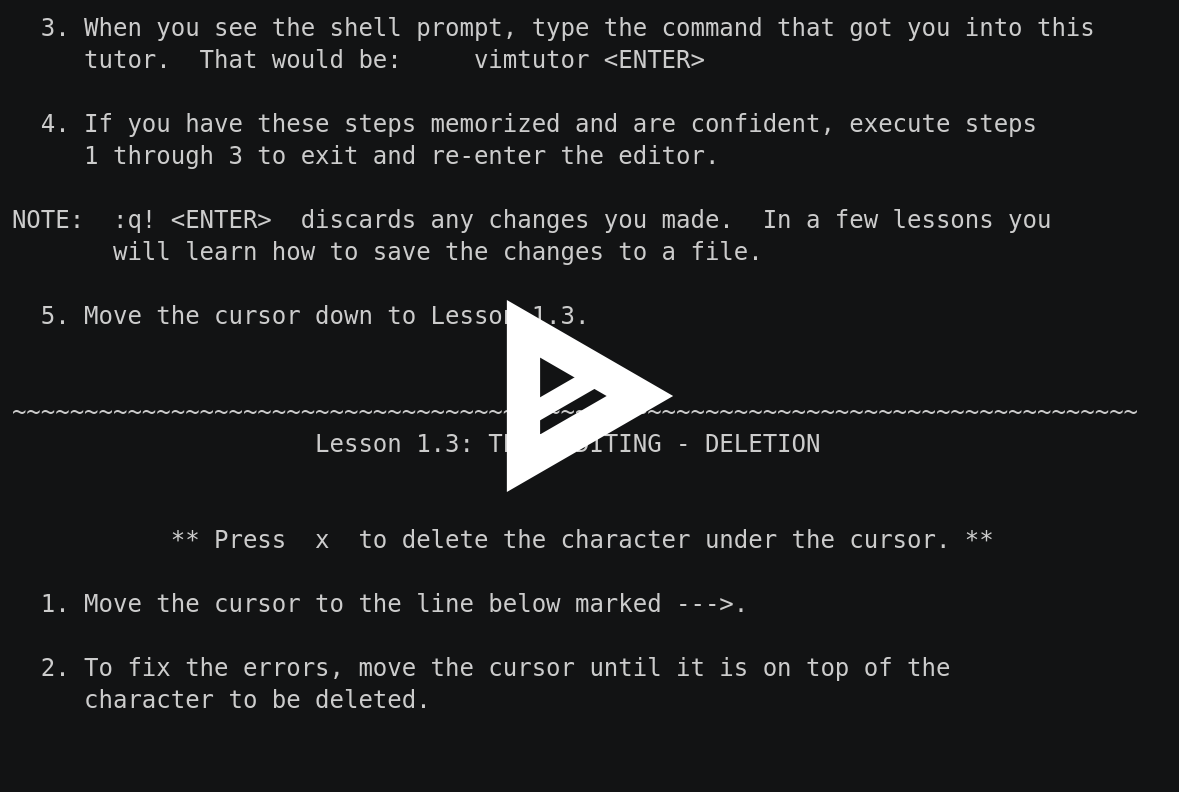 3. When you see the shell prompt, type the command that got you into this
tutor. That would be: vimtutor <ENTER>
4. If you have these steps memorized and are confident, execute steps
1 through 3 to exit and re-enter the editor.
NOTE: :q! <ENTER> discards any changes you made. In a few lessons you
will learn how to save the changes to a file.
5. Move the cursor down to Lesson 1.3.
~~~~~~~~~~~~~~~~~~~~~~~~~~~~~~~~~~~~~~~~~~~~~~~~~~~~~~~~~~~~~~~~~~~~~~~~~~~~~~
Lesson 1.3: TEXT EDITING - DELETION
** Press x to delete the character under the cursor. **
1. Move the cursor to the line below marked --->.
2. To fix the errors, move the cursor until it is on top of the
character to be deleted.